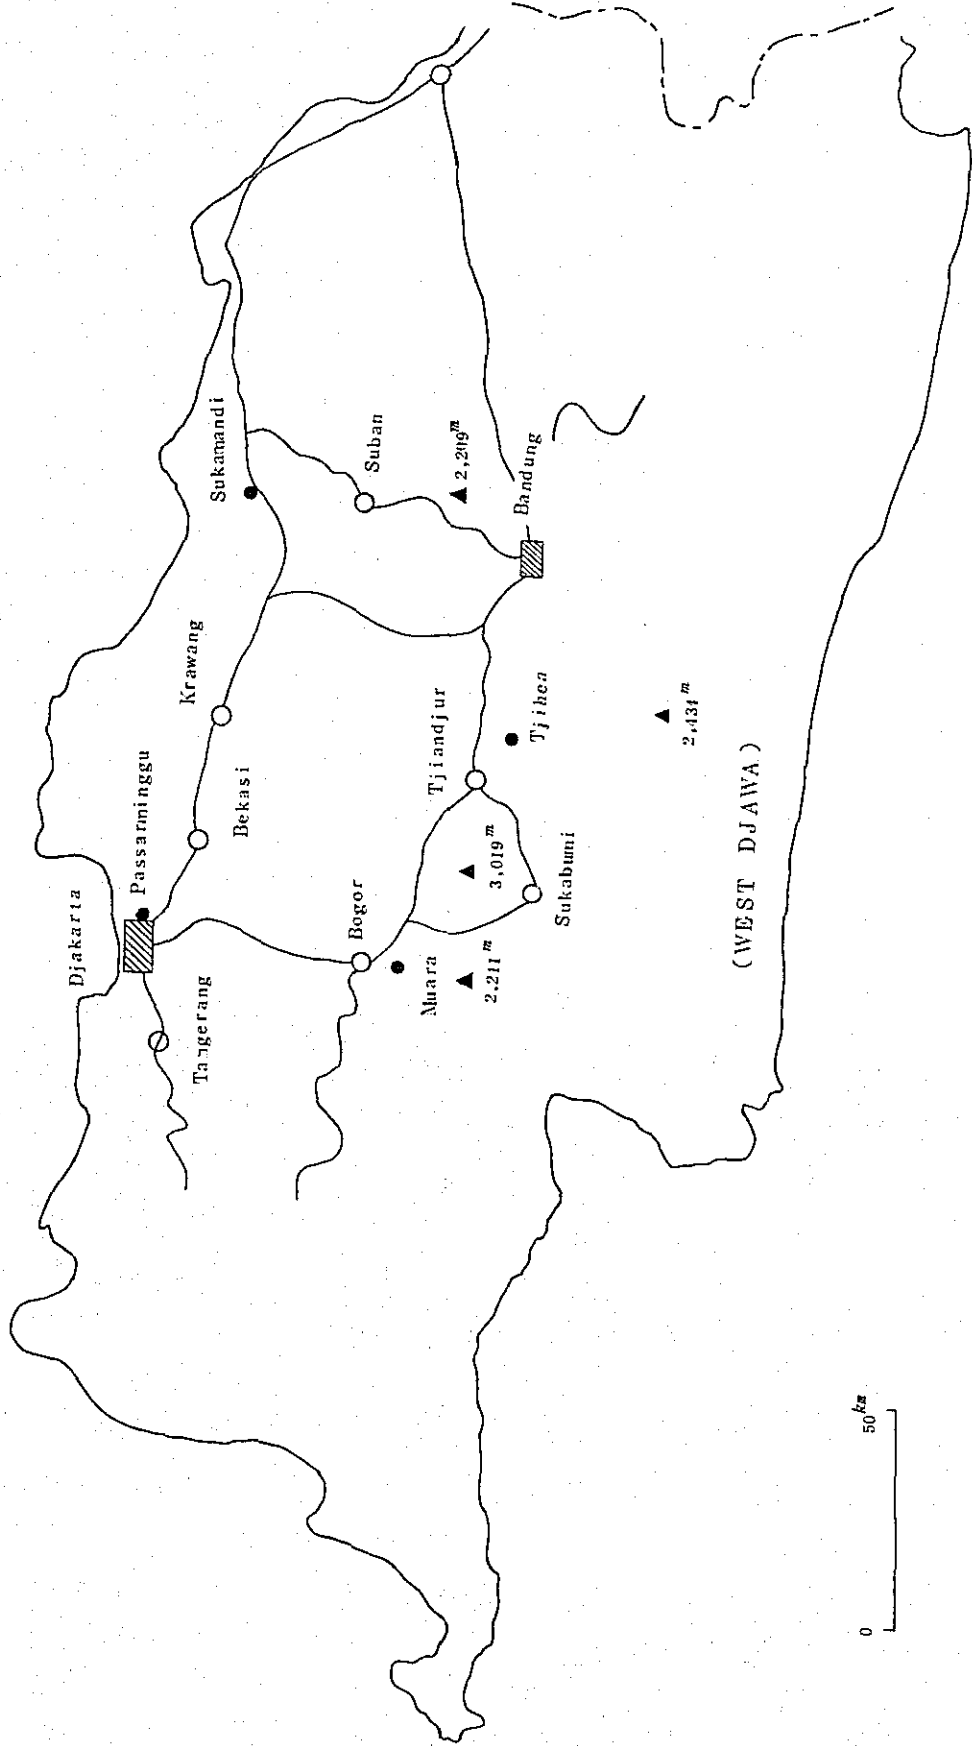 Djakarta
Passarminggu
Krawang
Tangerang
Sukamandi
Bekasi
Bogor
Suban
Muara
Tjiandjur
2,209m
2.211m
3,019m
Bandung
Tjihea
Sukabumi
2,434m
(WEST DJAWA)
0 50km